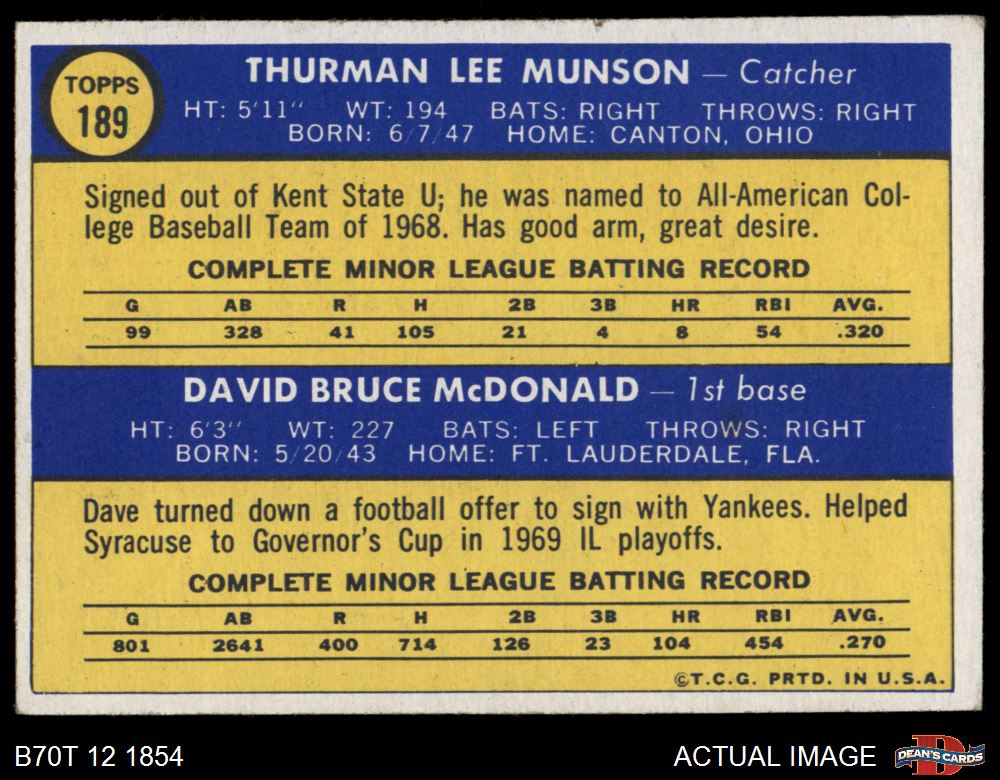 TOPPS
189
THURMAN LEE MUNSON — Catcher
HT: 5'11" WT: 194 BATS: RIGHT THROWS: RIGHT
BORN: 6/7/47 HOME: CANTON, OHIO
Signed out of Kent State U; he was named to All-American Col-
lege Baseball Team of 1968. Has good arm, great desire.
COMPLETE MINOR LEAGUE BATTING RECORD
G AB R H 2B 3B HR RBI AVG.
99 328 41 105 21 4 8 54 .320
DAVID BRUCE McDONALD — 1st base
HT: 6'3" WT: 227 BATS: LEFT THROWS: RIGHT
BORN: 5/20/43 HOME: FT. LAUDERDALE, FLA.
Dave turned down a football offer to sign with Yankees. Helped
Syracuse to Governor's Cup in 1969 IL playoffs.
COMPLETE MINOR LEAGUE BATTING RECORD
G AB R H 2B 3B HR RBI AVG.
801 2641 400 714 126 23 104 454 .270
©T.C.G. PRTD. IN U.S.A.
B70T 12 1854
ACTUAL IMAGE
DEAN'S CARDS